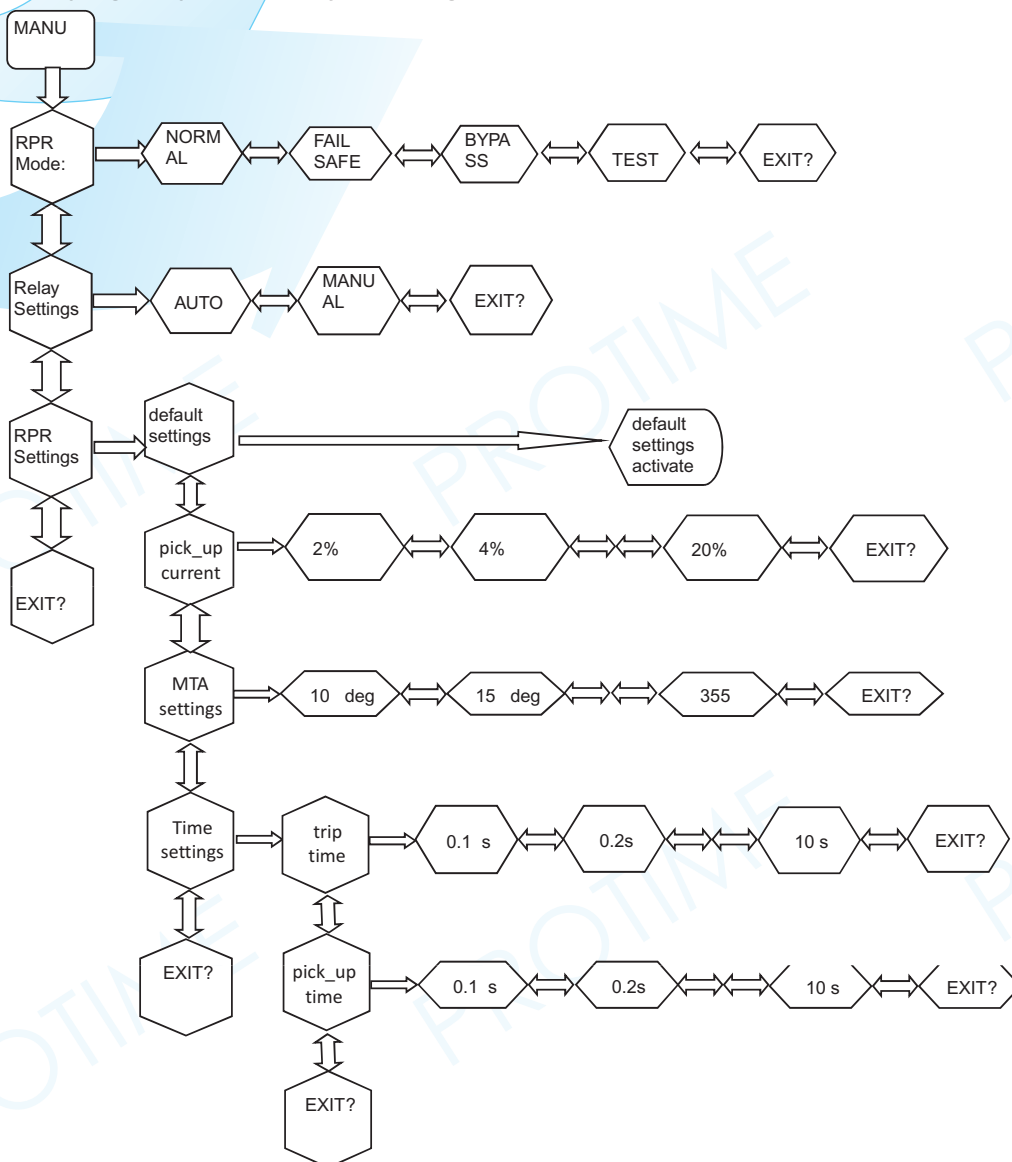 MANU
RPR
Mode:
NORM
AL
FAIL
SAFE
BYPA
SS
TEST
EXIT?
Relay
Settings
AUTO
MANU
AL
EXIT?
RPR
Settings
default
settings
default
settings
activate
EXIT?
pick_up
current
2%
4%
20%
EXIT?
MTA
settings
10 deg
15 deg
355
EXIT?
Time
settings
trip
time
0.1 s
0.2s
10 s
EXIT?
EXIT?
pick_up
time
0.1 s
0.2s
10 s
EXIT?
EXIT?
PROTIME
PROTIME